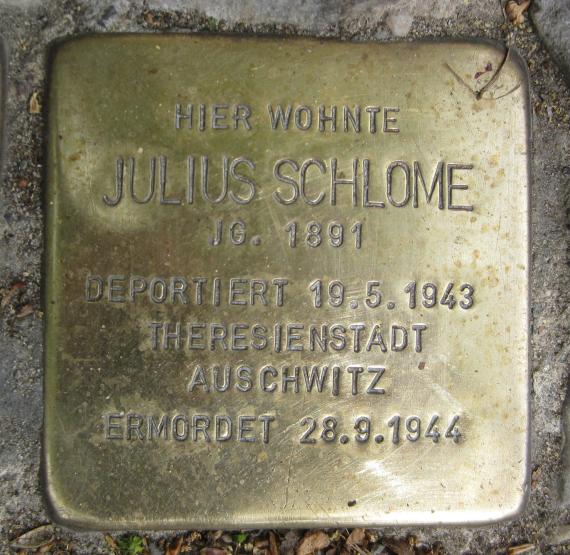 HIER WOHNTE
JULIUS SCHLOME
JG. 1891
DEPORTIERT 19.5.1943
THERESIENSTADT
AUSCHWITZ
ERMORDET 28.9.1944